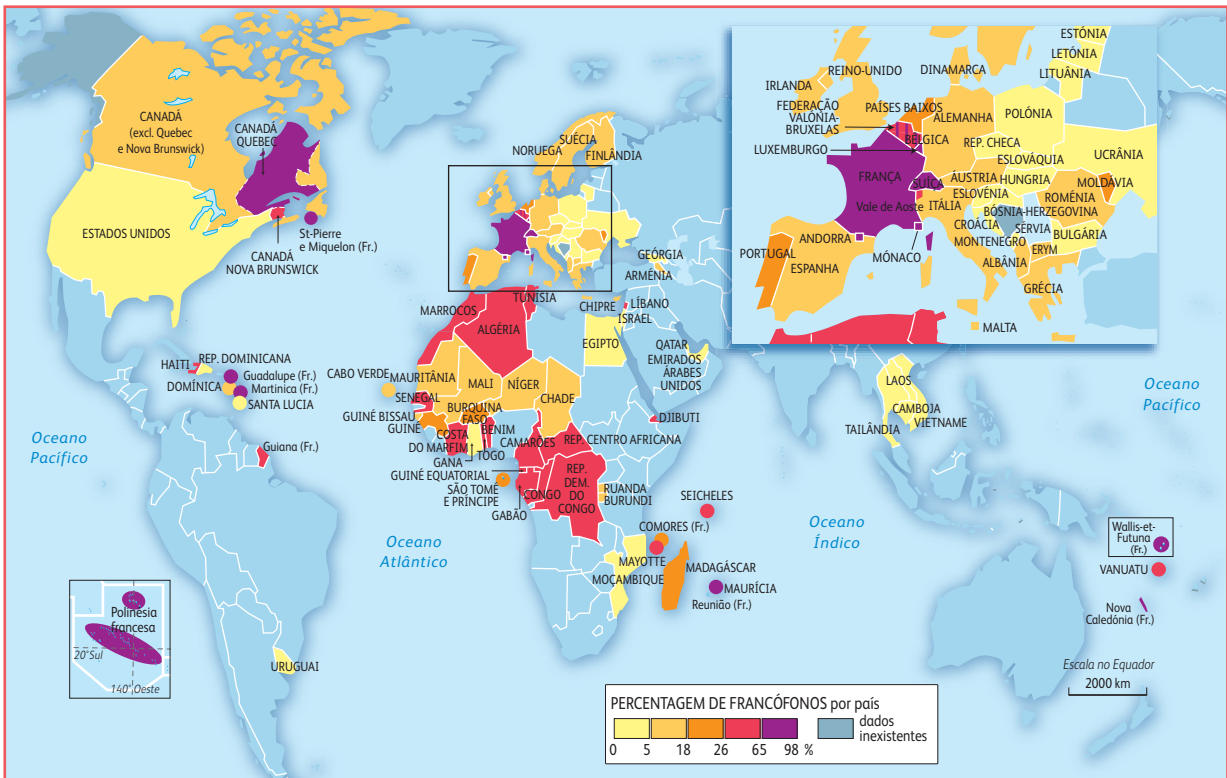 CANADÁ
(excl. Quebec
e Nova Brunswick)
CANADÁ
QUEBEC
ESTADOS UNIDOS
St-Pierre
e Miquelon (Fr.)
CANADÁ
NOVA BRUNSWICK
NORUEGA
SUÉCIA
FINLÂNDIA
HAITI
REP. DOMINICANA
Guadalupe (Fr.)
DOMÍNICA
Martinica (Fr.)
SANTA LUCIA
Guiana (Fr.)
Oceano
Pacífico
Polinésia
francesa
20°Sul
140°Oeste
URUGUAI
Oceano
Atlântico
MARROCOS
TUNÍSIA
ALGÉRIA
CHIPRE
LÍBANO
ISRAEL
GEÓRGIA
ARMÉNIA
EGIPTO
QATAR
EMIRADOS
ÁRABES
UNIDOS
CABO VERDE
MAURITÂNIA
MALI
NÍGER
CHADE
SENEGAL
GUINÉ BISSAU
GUINÉ
BURQUINA
FASO
COSTA
DO MARFIM
BENIM
GANA
TOGO
CAMARÕES
REP. CENTRO AFRICANA
DJIBUTI
GUINÉ EQUATORIAL
SÃO TOMÉ
E PRÍNCIPE
GABÃO
CONGO
REP.
DEM.
DO
CONGO
RUANDA
BURUNDI
SEICHELES
COMORES (Fr.)
MAYOTTE
MOÇAMBIQUE
MADAGÁSCAR
MAURÍCIA
Reunião (Fr.)
Oceano
Índico
LAOS
CAMBOJA
VIETNAME
TAILÂNDIA
Oceano
Pacífico
Wallis-et-
Futuna
(Fr.)
VANUATU
Nova
Caledónia (Fr.)
Escala no Equador
2000 km
ESTÓNIA
LETÓNIA
LITUÂNIA
REINO-UNIDO
DINAMARCA
IRLANDA
FEDERAÇÃO
VALÓNIA-
BRUXELAS
PAÍSES BAIXOS
ALEMANHA
POLÓNIA
BELGICA
LUXEMBURGO
REP. CHECA
ESLOVÁQUIA
UCRÂNIA
FRANÇA
SUÍÇA
ÁUSTRIA
HUNGRIA
MOLDÁVIA
ESLOVÉNIA
ROMÉNIA
Vale de Aoste
ITÁLIA
CROÁCIA
BÓSNIA-HERZEGOVINA
SÉRVIA
BULGÁRIA
ANDORRA
MÓNACO
MONTENEGRO
ERYM
PORTUGAL
ESPANHA
ALBÂNIA
GRÉCIA
MALTA
PERCENTAGEM DE FRANCÓFONOS por país
0 5 18 26 65 98 %
dados
inexistentes